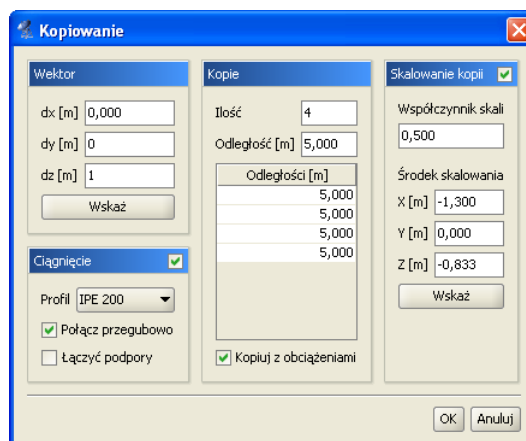 Kopiowanie
Wektor
dx [m] 0,000
dy [m] 0
dz [m] 1
Wskaż
Ciągnięcie
Profil IPE 200
Połącz przegubowo
Łączyć podpory
Kopie
Ilość 4
Odległość [m] 5,000
Odległości [m]
5,000
5,000
5,000
5,000
Kopiuj z obciążeniami
Skalowanie kopii
Współczynnik skali
0,500
Środek skalowania
X [m] -1,300
Y [m] 0,000
Z [m] -0,833
Wskaż
OK Anuluj